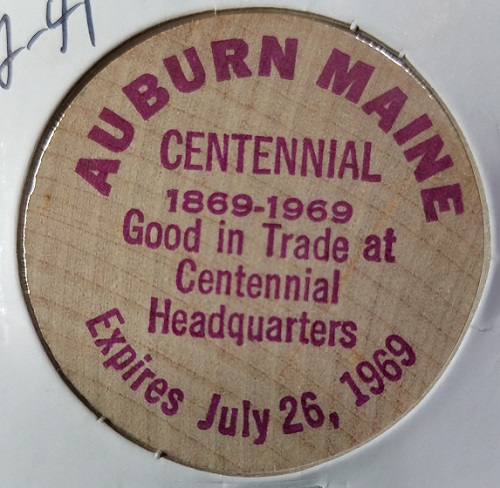 AUBURN MAINE
CENTENNIAL
1869-1969
Good in Trade at
Centennial
Headquarters
Expires July 26, 1969